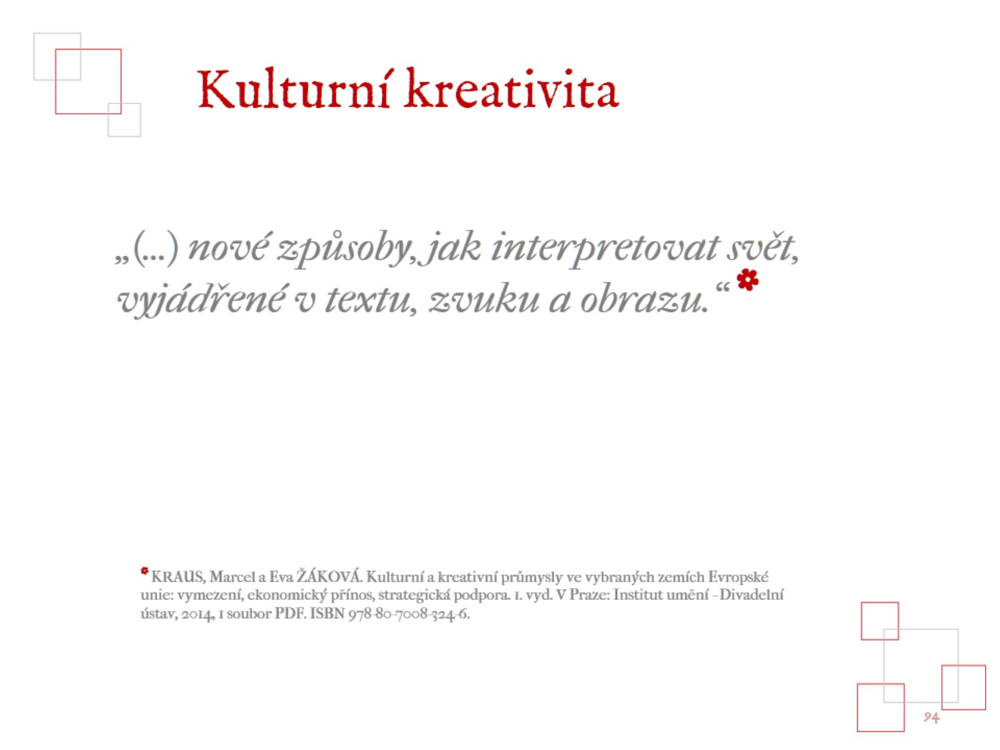 Kulturní kreativita
„(...) nové způsoby, jak interpretovat svět,
vyjádřené v textu, zvuku a obrazu.“ *
* KRAUS, Marcel a Eva ŽÁKOVÁ. Kulturní a kreativní průmysly ve vybraných zemích Evropské
unie: vymezení, ekonomický přínos, strategická podpora. 1. vyd. V Praze: Institut umění –Divadelní
ústav, 2014, 1 soubor PDF. ISBN 978-80-7008-324-6.
94